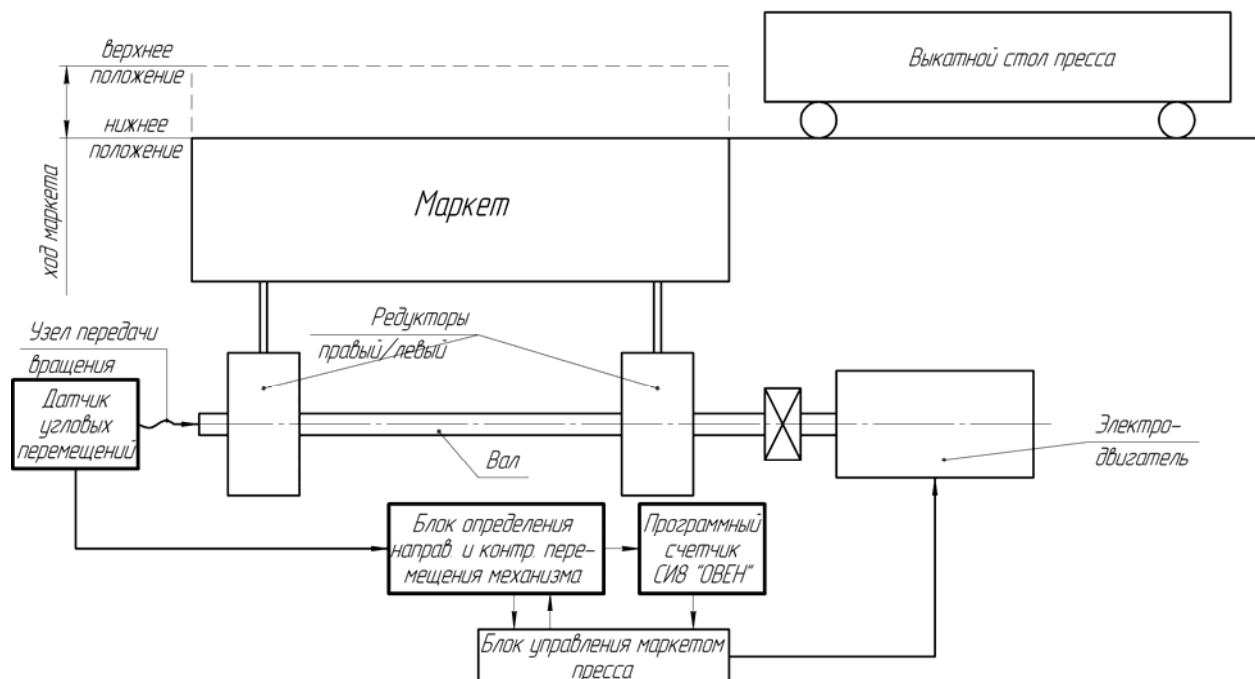 верхнее
положение
Выкатной стол пресса
нижнее
положение
Маркет
ход маркета
Узел передачи
вращения
Редукторы
правый/левый
Датчик
угловых
перемещений
Вал
Электро-
двигатель
Блок определения
направ. и контр. пере-
мещения механизма
Программный
счетчик
СИ8 "ОВЕН"
Блок управления маркетом
пресса